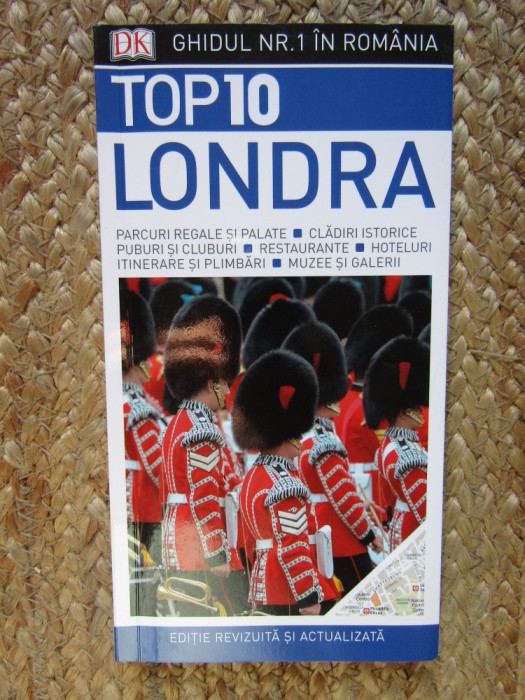 DK
GHIDUL NR.1 ÎN ROMÂNIA
TOP10
LONDRA
PARCURI REGALE ȘI PALATE ■ CLĂDIRI ISTORICE
PUBURI ȘI CLUBURI ■ RESTAURANTE ■ HOTELURI
ITINERARE ȘI PLIMBĂRI ■ MUZEE ȘI GALERII
EDIȚIE REVIZUITĂ ȘI ACTUALIZATĂ